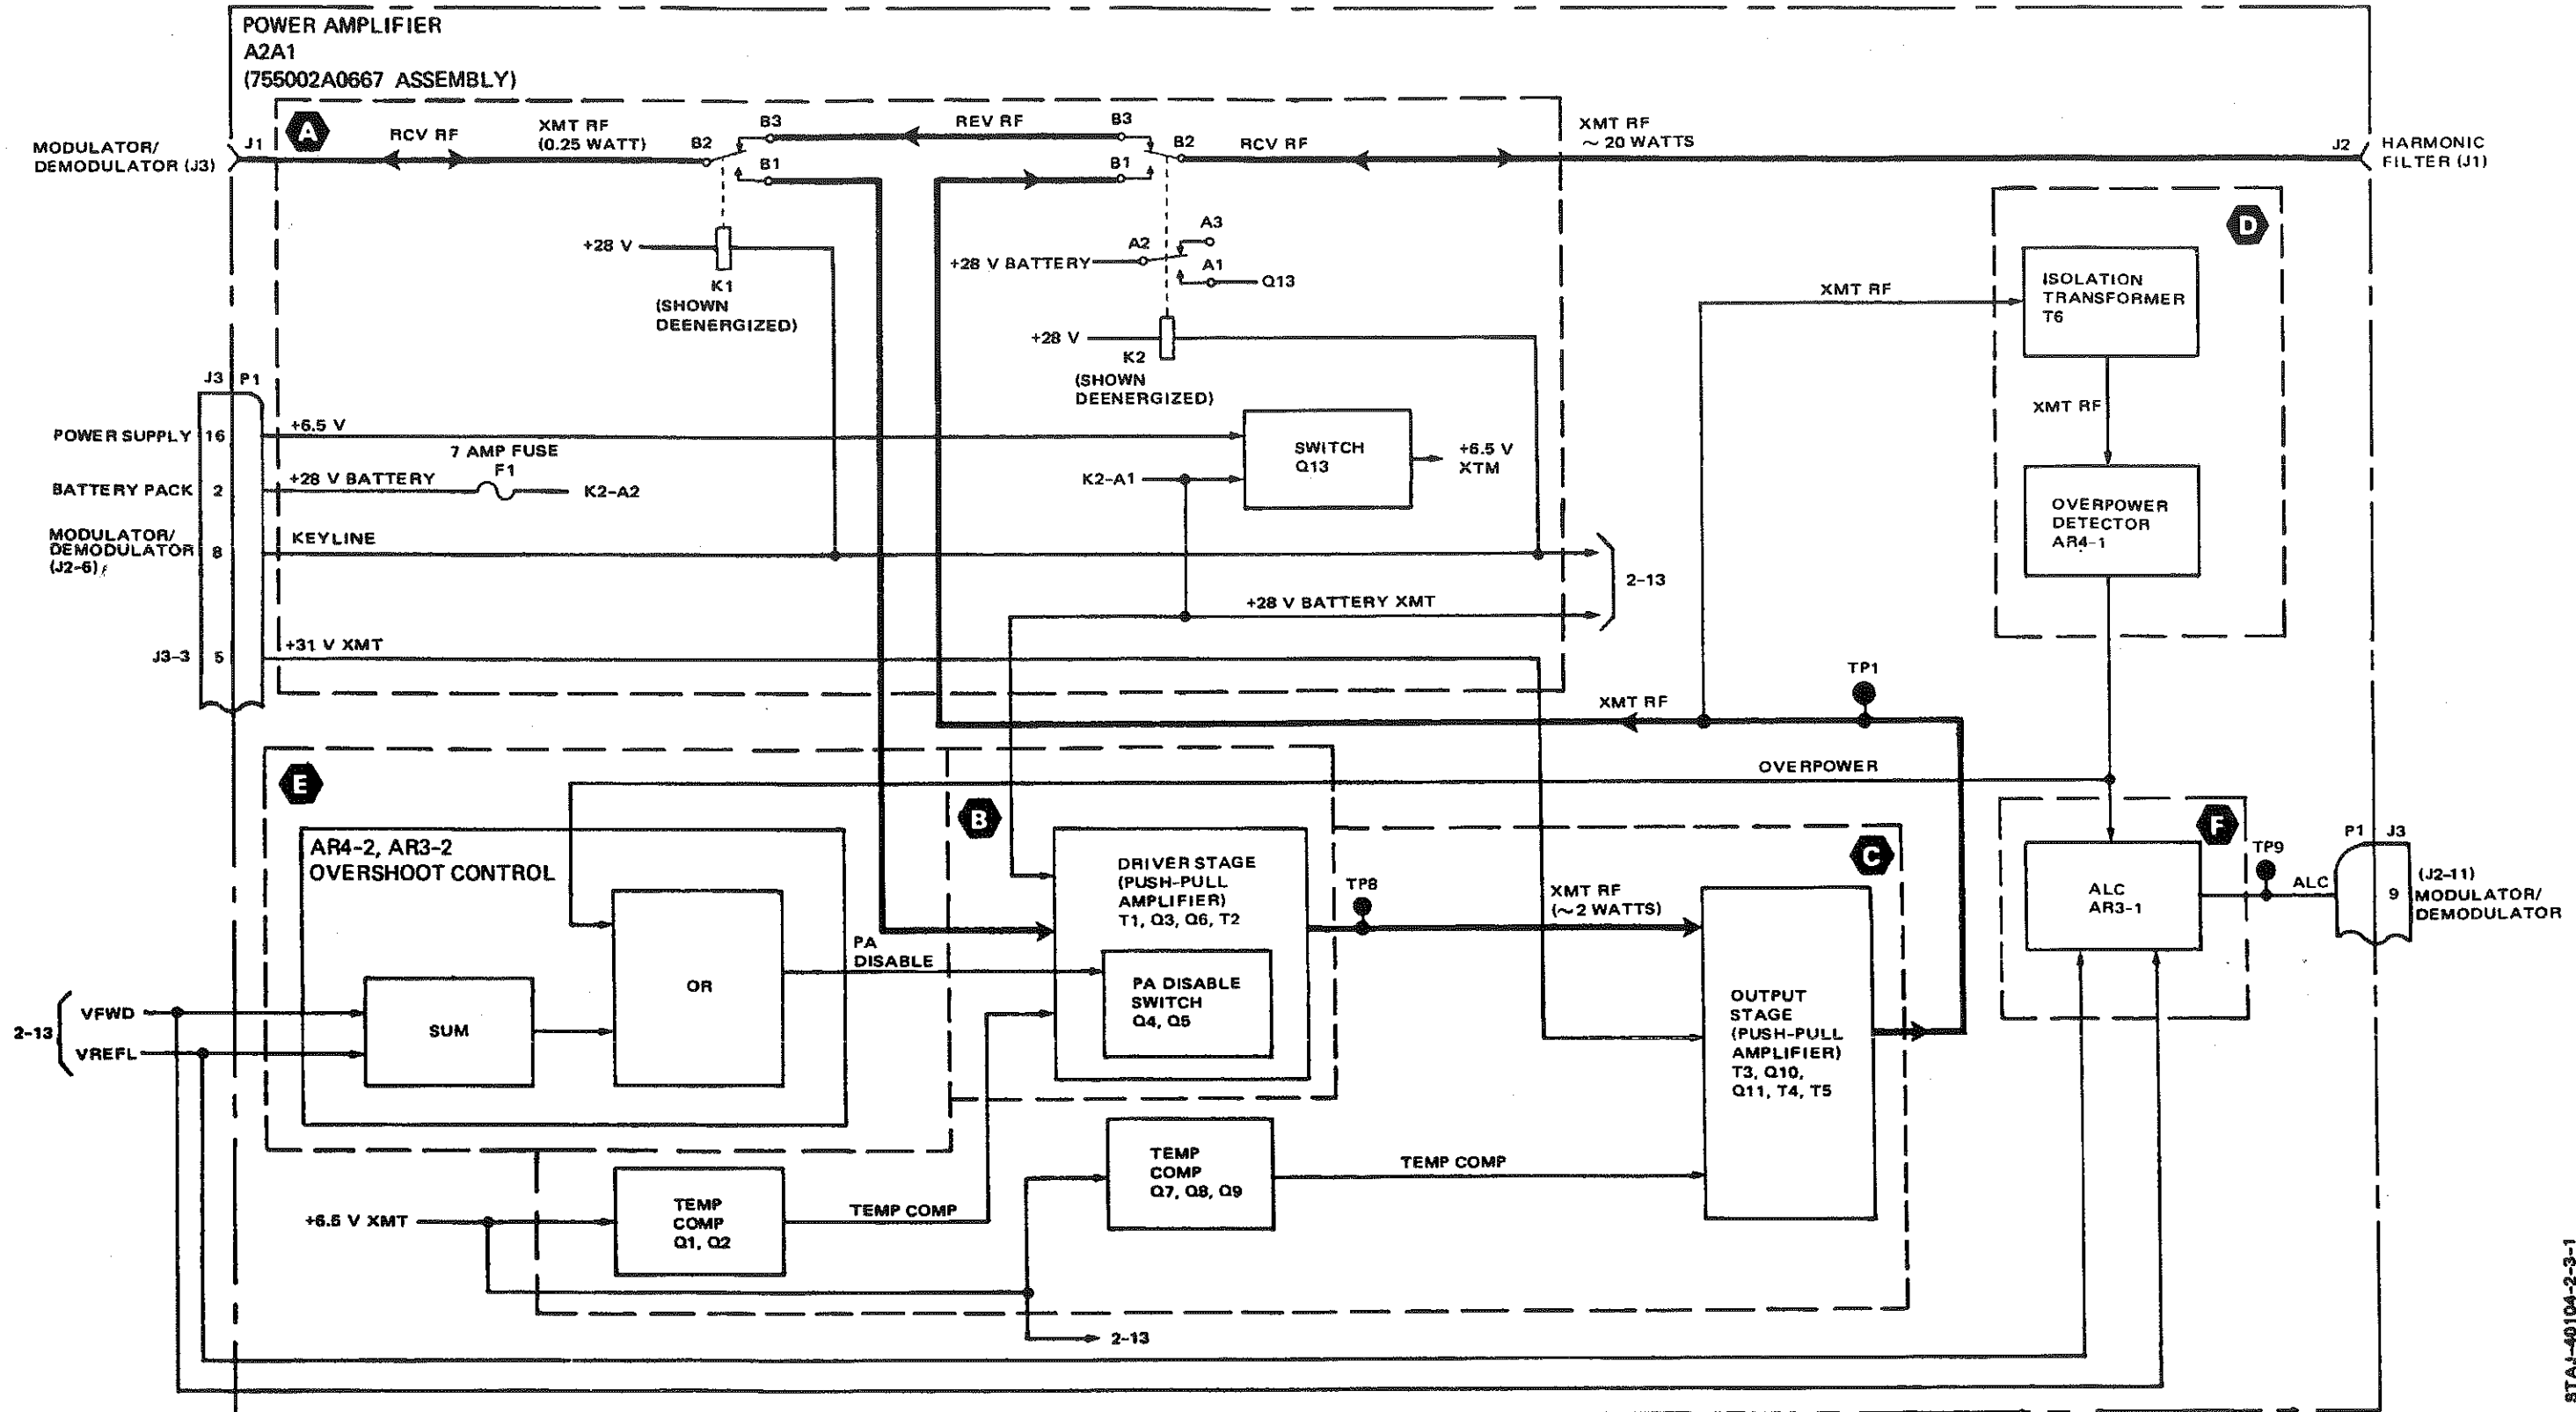 POWER AMPLIFIER
A2A1
(755002A0667 ASSEMBLY)
A
MODULATOR/
DEMODULATOR (J3)
J1
RCV RF
XMT RF
(0.25 WATT)
B2
B3
B1
REV RF
B3
B1
B2
RCV RF
XMT RF
~ 20 WATTS
J2
HARMONIC
FILTER (J1)
+28 V
K1
(SHOWN
DEENERGIZED)
A3
A2
+28 V BATTERY
A1
Q13
+28 V
K2
(SHOWN
DEENERGIZED)
D
XMT RF
ISOLATION
TRANSFORMER
T6
XMT RF
OVERPOWER
DETECTOR
AR4-1
J3 P1
POWER SUPPLY 16
+6.5 V
SWITCH
Q13
+6.5 V
XTM
7 AMP FUSE
F1
BATTERY PACK 2
+28 V BATTERY
K2-A2
K2-A1
MODULATOR/
DEMODULATOR 8
(J2-6)
KEYLINE
2-13
+28 V BATTERY XMT
J3-3 5
+31 V XMT
TP1
XMT RF
OVERPOWER
E
AR4-2, AR3-2
OVERSHOOT CONTROL
B
DRIVER STAGE
(PUSH-PULL
AMPLIFIER)
T1, Q3, Q6, T2
TP8
XMT RF
(~2 WATTS)
C
F
ALC
AR3-1
TP9
ALC
P1 J3
9
(J2-11)
MODULATOR/
DEMODULATOR
PA
DISABLE
PA DISABLE
SWITCH
Q4, Q5
OR
SUM
2-13
VFWD
VREFL
OUTPUT
STAGE
(PUSH-PULL
AMPLIFIER)
T3, Q10,
Q11, T4, T5
TEMP
COMP
Q7, Q8, Q9
TEMP COMP
+6.5 V XMT
TEMP
COMP
Q1, Q2
TEMP COMP
2-13
STAJ-40104-2-3-1